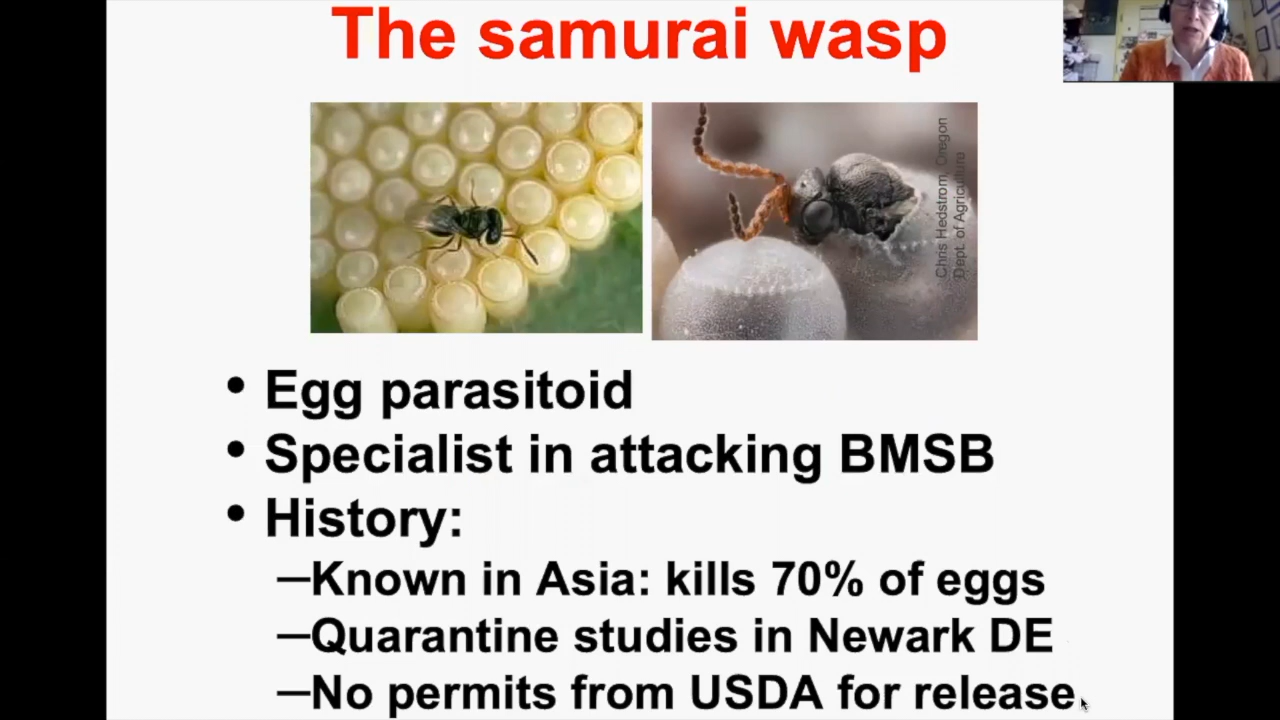 The samurai wasp
Chris Hedstrom, Oregon
Dept. of Agriculture
• Egg parasitoid
• Specialist in attacking BMSB
• History:
–Known in Asia: kills 70% of eggs
–Quarantine studies in Newark DE
–No permits from USDA for release